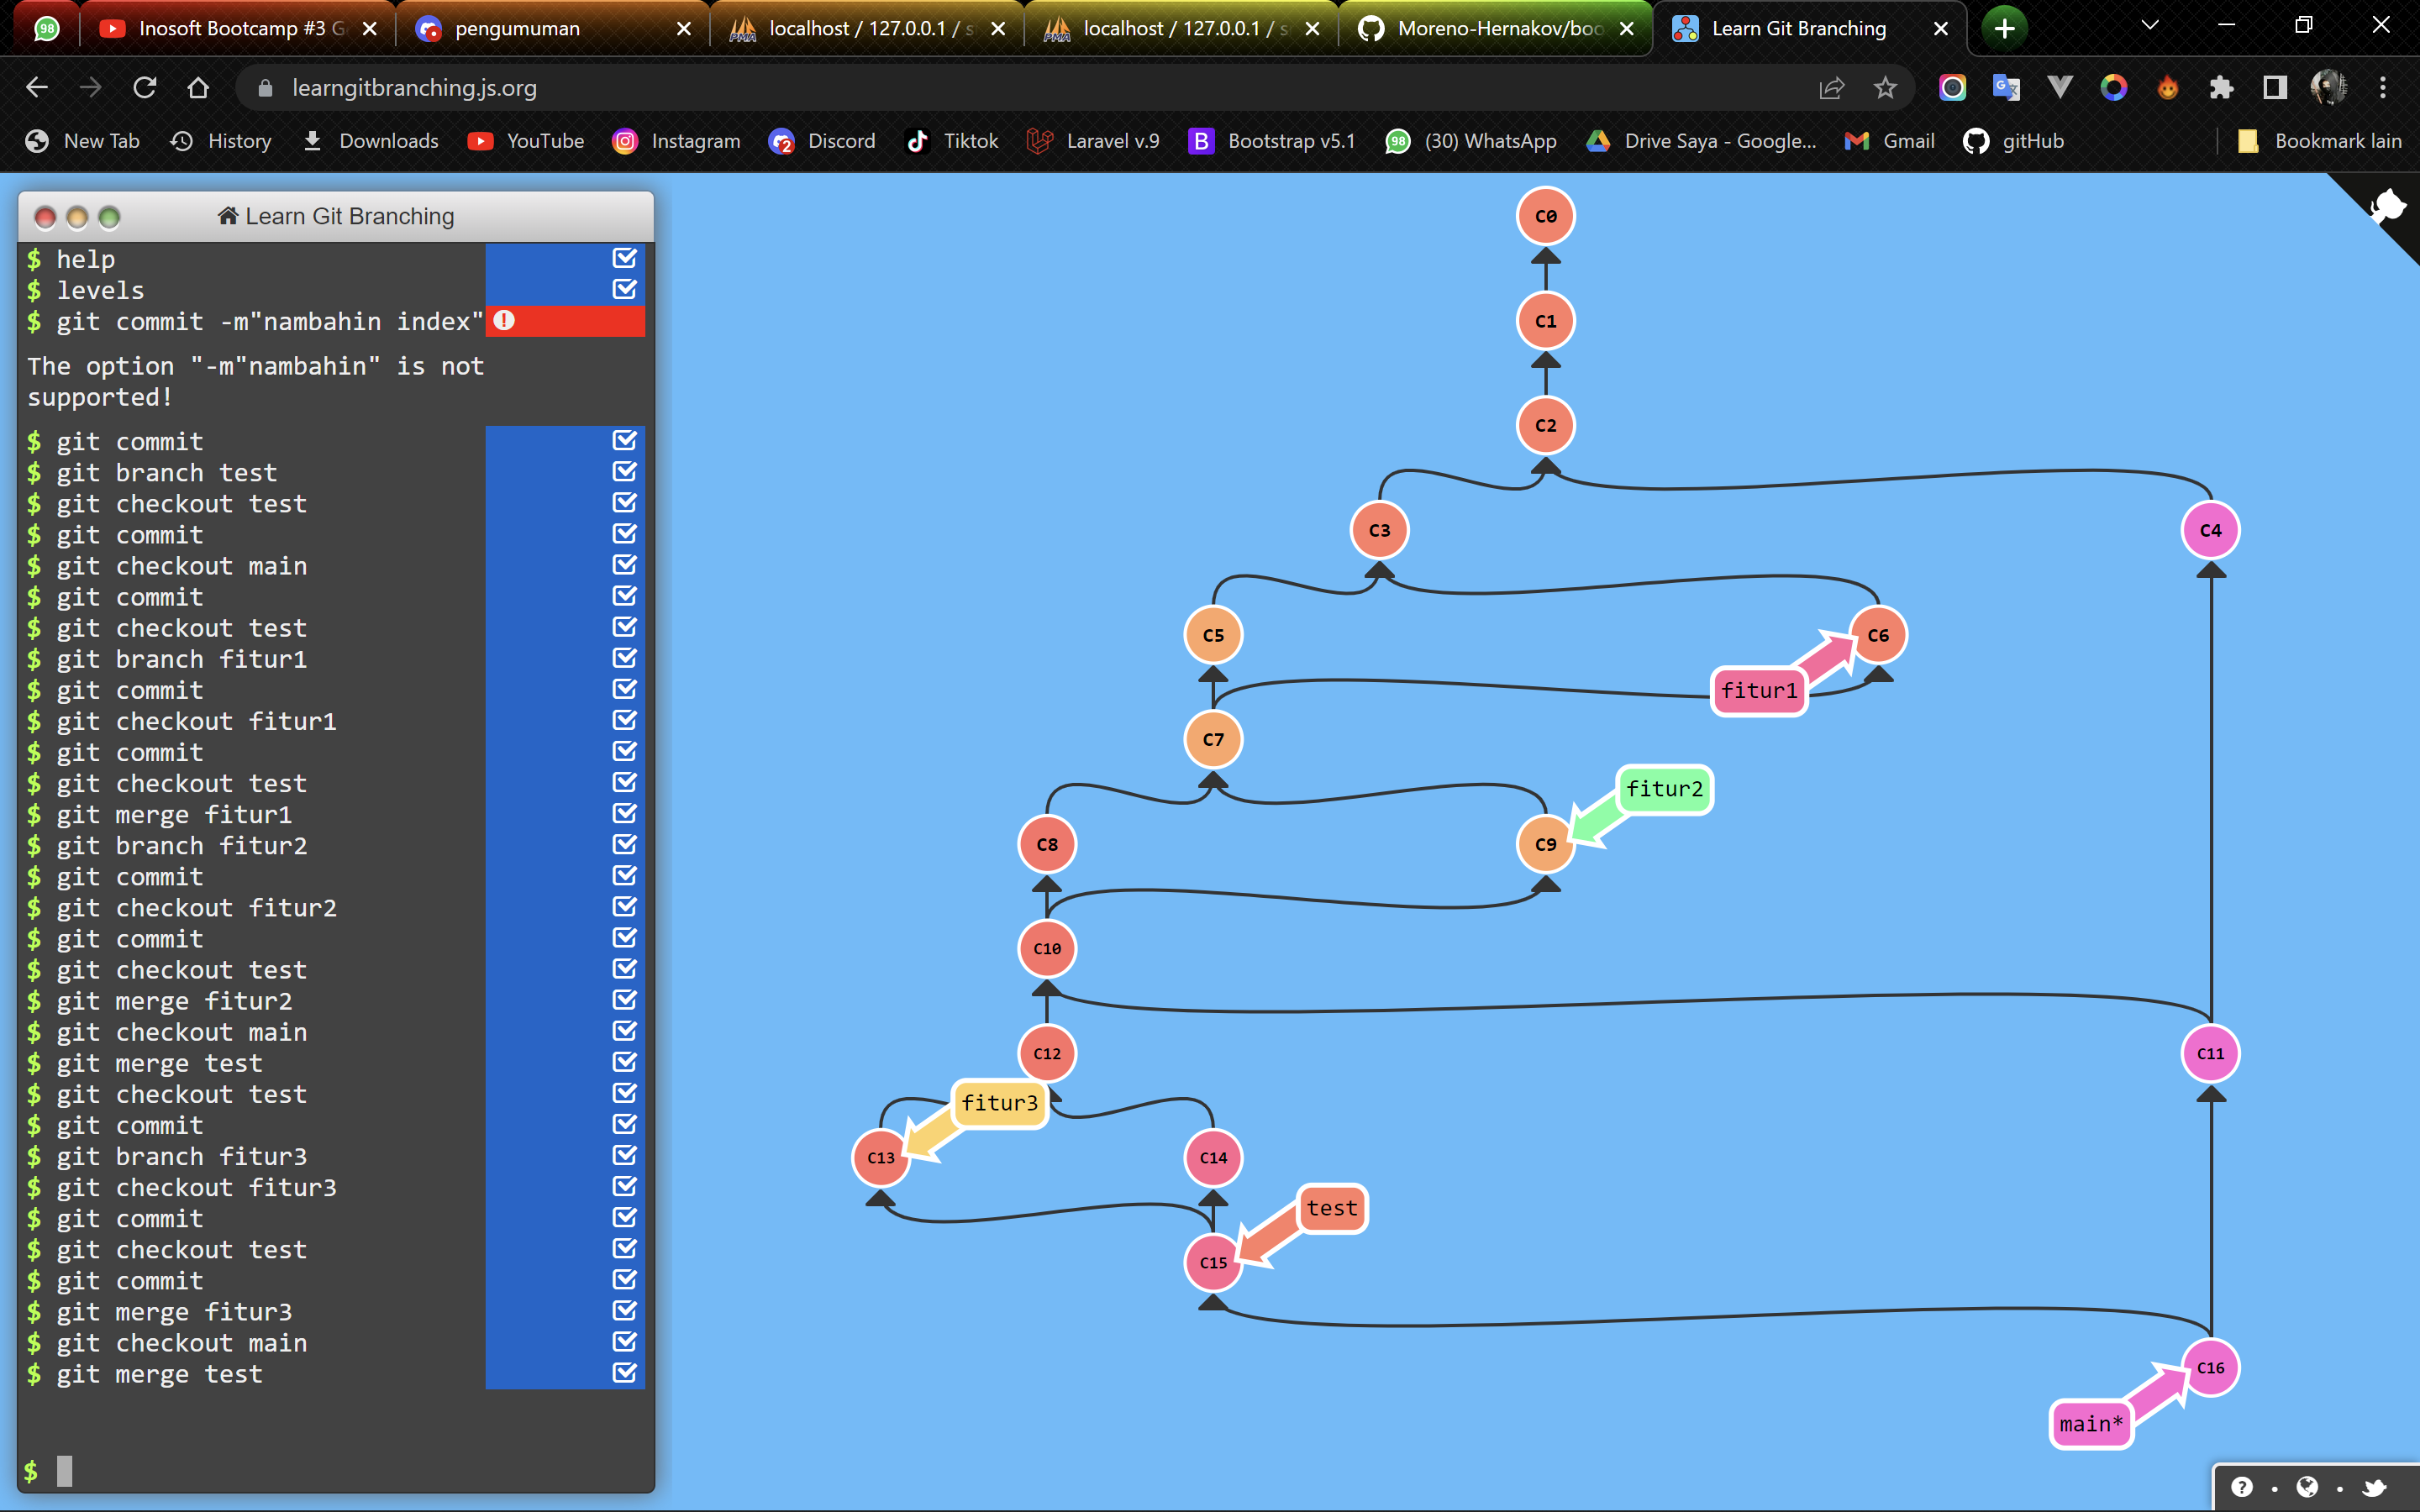 98
Inosoft Bootcamp #3 G
pengumuman
localhost / 127.0.0.1 / s
localhost / 127.0.0.1 / s
Moreno-Hernakov/boo
Learn Git Branching
learngitbranching.js.org
New Tab
History
Downloads
YouTube
Instagram
2
Discord
Tiktok
Laravel v.9
B
Bootstrap v5.1
98
(30) WhatsApp
Drive Saya - Google...
Gmail
gitHub
Bookmark lain
Learn Git Branching
$ help
$ levels
$ git commit -m"nambahin index"
The option "-m"nambahin" is not
supported!
$ git commit
$ git branch test
$ git checkout test
$ git commit
$ git checkout main
$ git commit
$ git checkout test
$ git branch fitur1
$ git commit
$ git checkout fitur1
$ git commit
$ git checkout test
$ git merge fitur1
$ git branch fitur2
$ git commit
$ git checkout fitur2
$ git commit
$ git checkout test
$ git merge fitur2
$ git checkout main
$ git merge test
$ git checkout test
$ git commit
$ git branch fitur3
$ git checkout fitur3
$ git commit
$ git checkout test
$ git commit
$ git merge fitur3
$ git checkout main
$ git merge test
$
C0
C1
C2
C3
C4
C5
C6
fitur1
C7
fitur2
C8
C9
C10
C12
C11
fitur3
C13
C14
test
C15
C16
main*